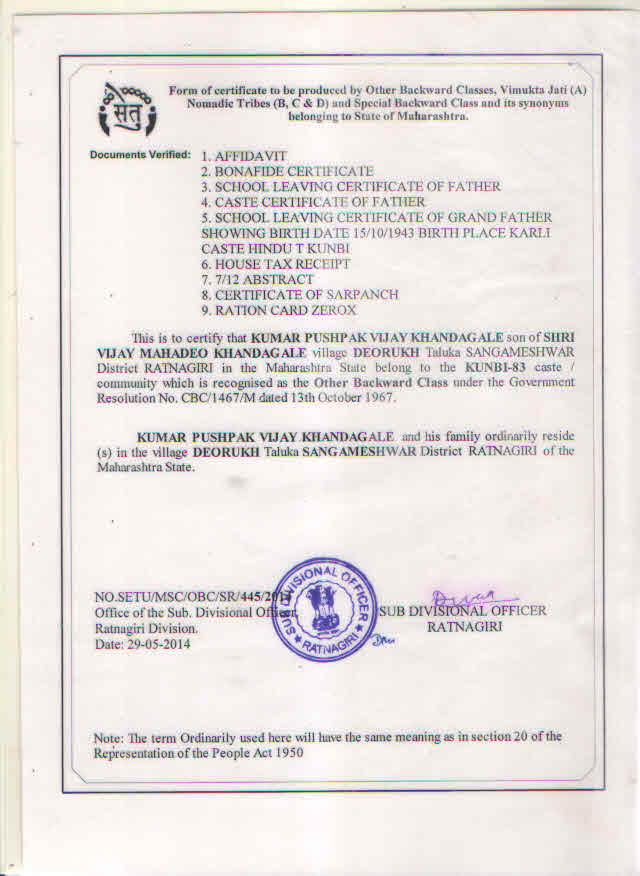 सेतु
Form of certificate to be produced by Other Backward Classes, Vimukta Jati (A)
Nomadic Tribes (B, C & D) and Special Backward Class and its synonyms
belonging to State of Maharashtra.
Documents Verified: 1. AFFIDAVIT
2. BONAFIDE CERTIFICATE
3. SCHOOL LEAVING CERTIFICATE OF FATHER
4. CASTE CERTIFICATE OF FATHER
5. SCHOOL LEAVING CERTIFICATE OF GRAND FATHER
SHOWING BIRTH DATE 15/10/1943 BIRTH PLACE KARLI
CASTE HINDU T KUNBI
6. HOUSE TAX RECEIPT
7. 7/12 ABSTRACT
8. CERTIFICATE OF SARPANCH
9. RATION CARD ZEROX
This is to certify that KUMAR PUSHPAK VIJAY KHANDAGALE son of SHRI
VIJAY MAHADEO KHANDAGALE village DEORUKH Taluka SANGAMESHWAR
District RATNAGIRI in the Maharashtra State belong to the KUNBI-83 caste /
community which is recognised as the Other Backward Class under the Government
Resolution No. CBC/1467/M dated 13th October 1967.
KUMAR PUSHPAK VIJAY KHANDAGALE and his family ordinarily reside
(s) in the village DEORUKH Taluka SANGAMESHWAR District RATNAGIRI of the
Maharashtra State.
NO.SETU/MSC/OBC/SR/445/
Office of the Sub. Divisional Officer,
Ratnagiri Division.
Date: 29-05-2014
SUB DIVISIONAL OFFICER
RATNAGIRI
SUB DIVISIONAL OFFICER
RATNAGIRI
Note: The term Ordinarily used here will have the same meaning as in section 20 of the
Representation of the People Act 1950